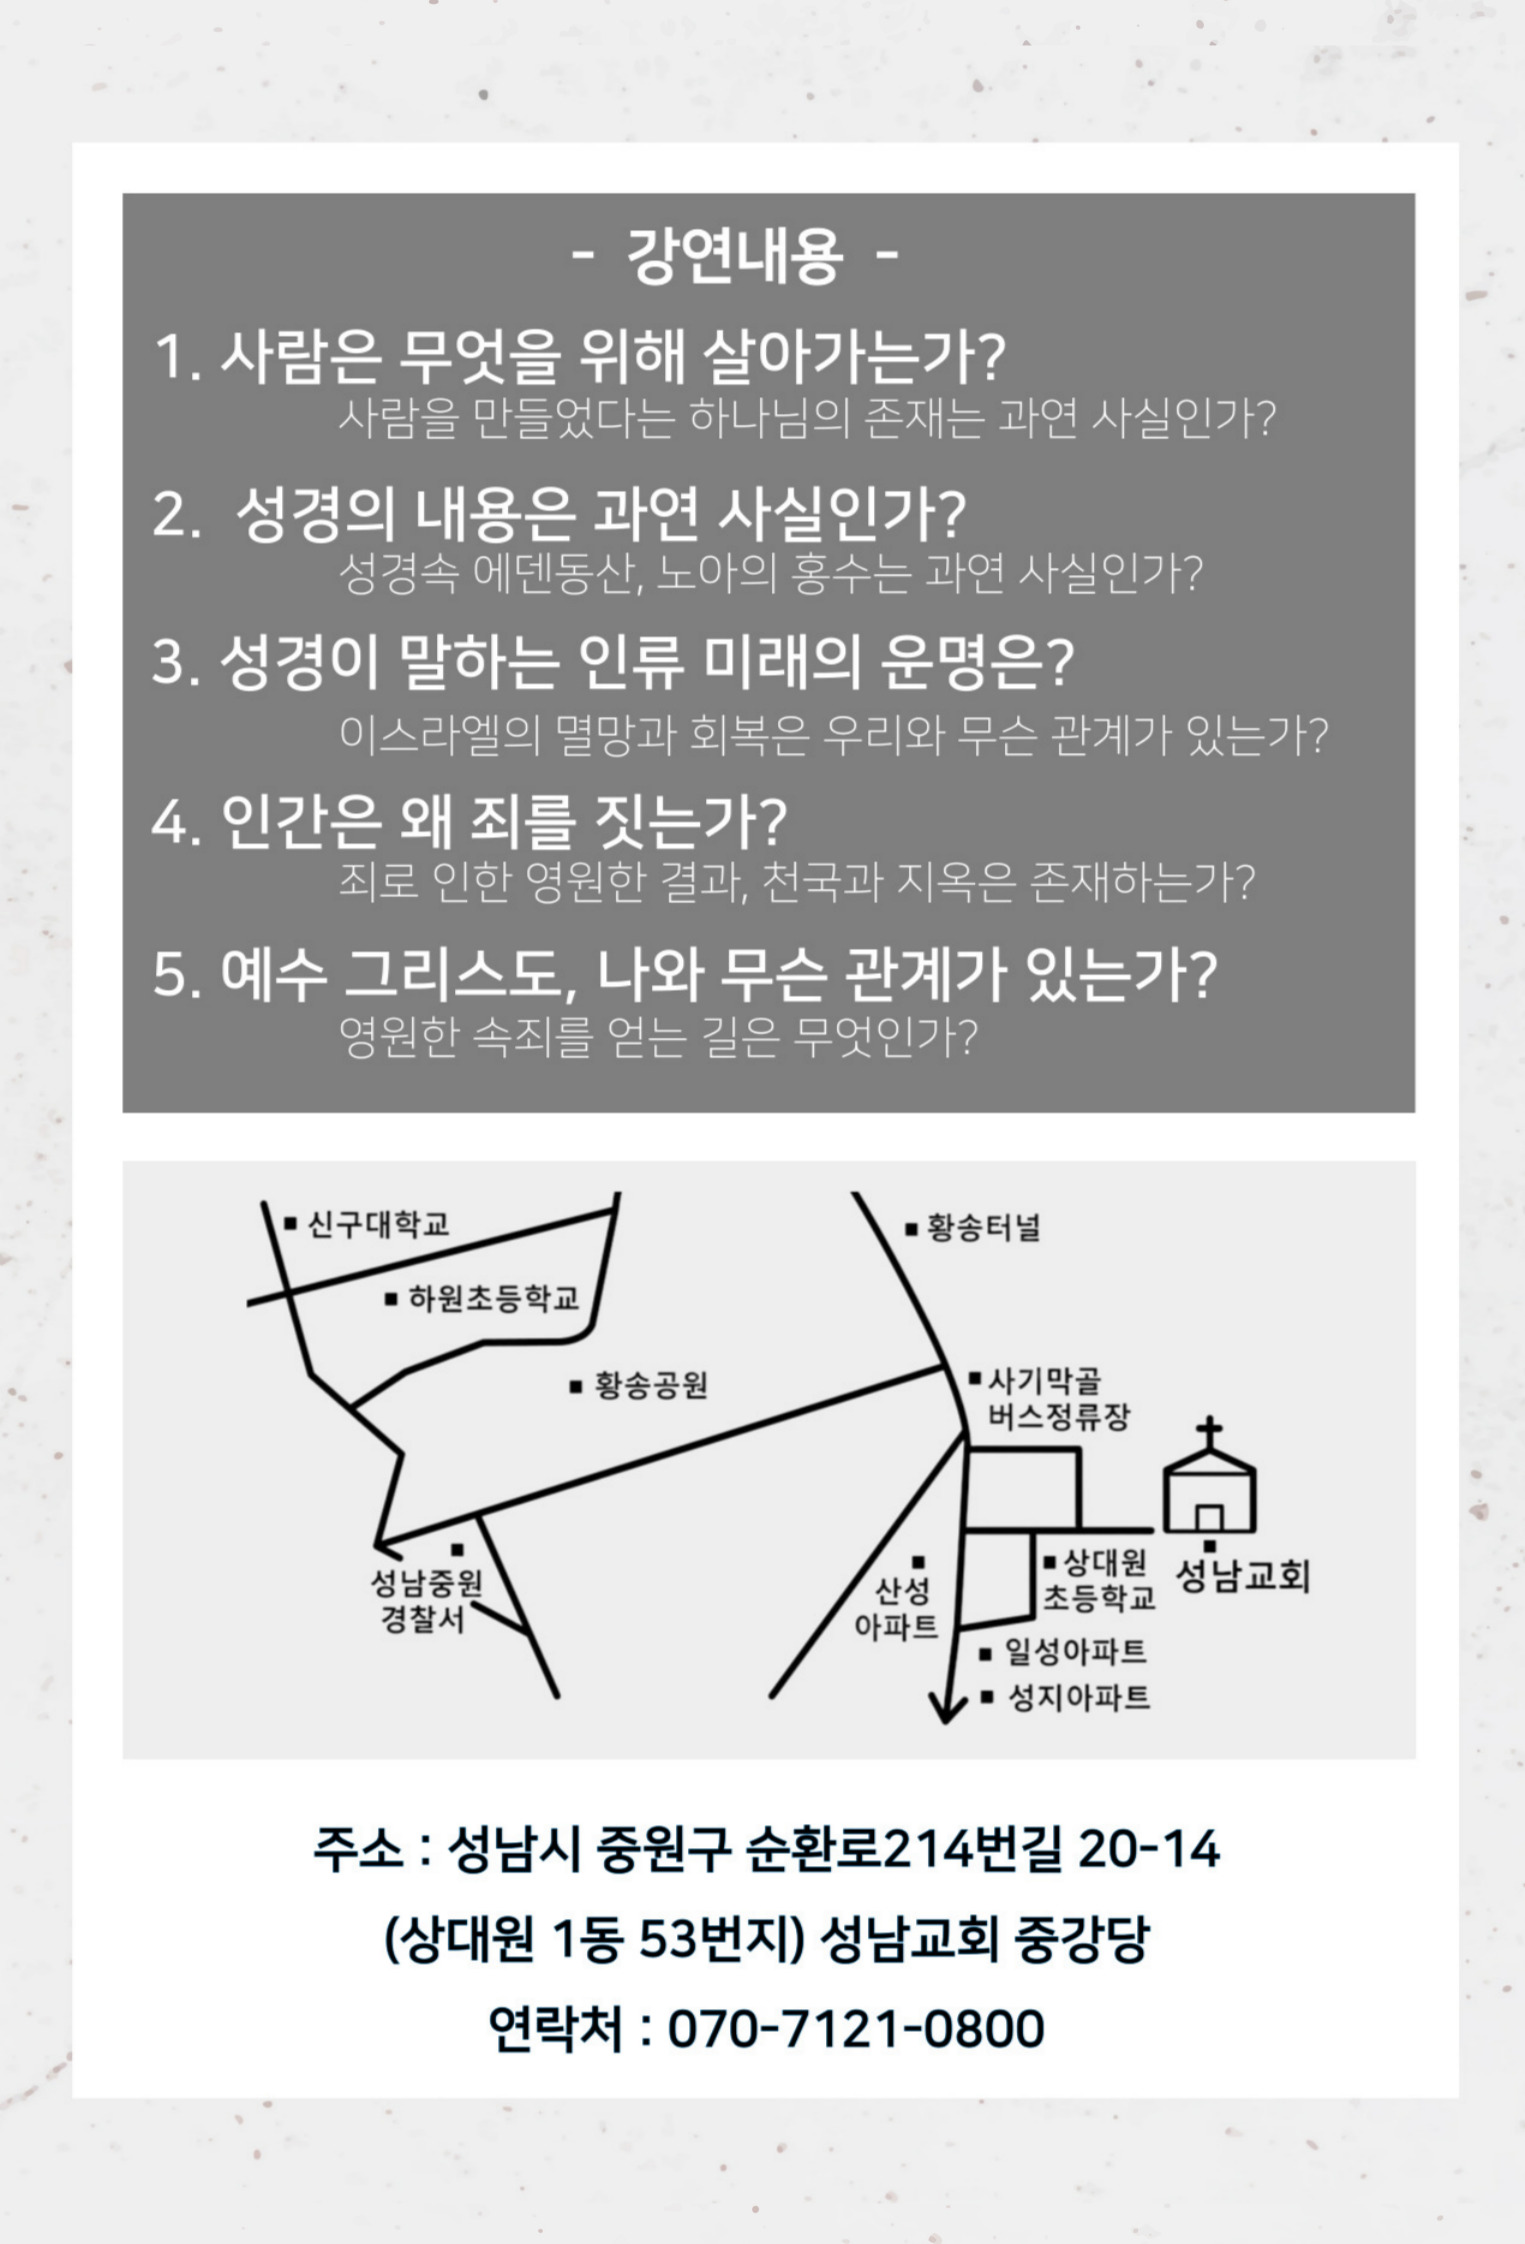 - 강연내용 -
1. 사람은 무엇을 위해 살아가는가?
사람을 만들었다는 하나님의 존재는 과연 사실인가?
2. 성경의 내용은 과연 사실인가?
성경속 에덴동산, 노아의 홍수는 과연 사실인가?
3. 성경이 말하는 인류 미래의 운명은?
이스라엘의 멸망과 회복은 우리와 무슨 관계가 있는가?
4. 인간은 왜 죄를 짓는가?
죄로 인한 영원한 결과, 천국과 지옥은 존재하는가?
5. 예수 그리스도, 나와 무슨 관계가 있는가?
영원한 속죄를 얻는 길은 무엇인가?
신구대학교
황송터널
하원초등학교
황송공원
사기막골
버스정류장
성남중원
경찰서
산성
아파트
상대원
초등학교
성남교회
일성아파트
성지아파트
주소 : 성남시 중원구 순환로214번길 20-14
(상대원 1동 53번지) 성남교회 중강당
연락처 : 070-7121-0800